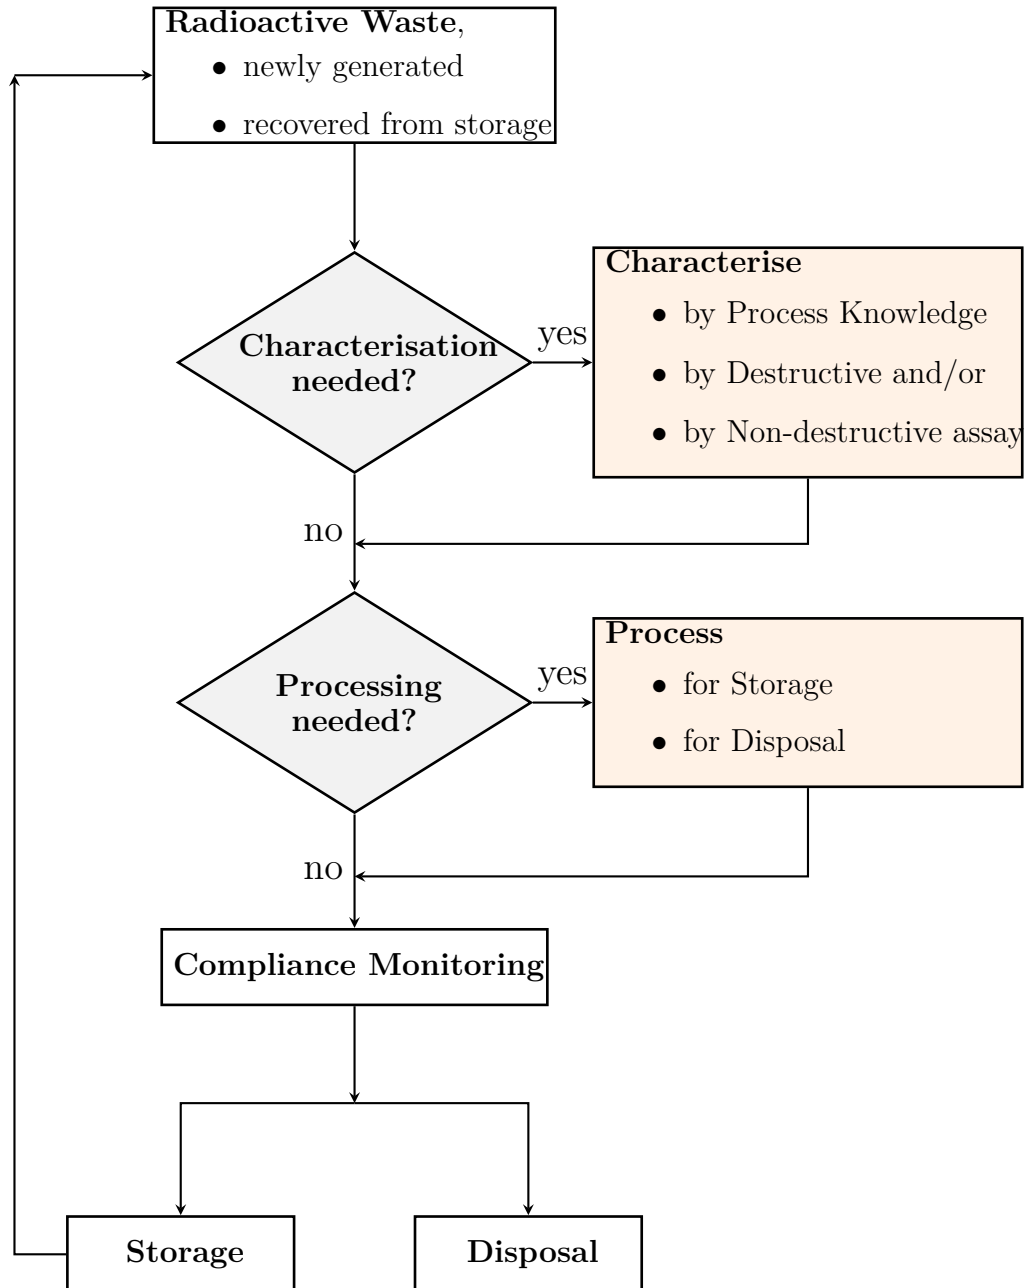 Radioactive Waste,
• newly generated
• recovered from storage
Characterisation
needed?
yes
Characterise
• by Process Knowledge
• by Destructive and/or
• by Non-destructive assay
no
Processing
needed?
yes
Process
• for Storage
• for Disposal
no
Compliance Monitoring
Storage
Disposal